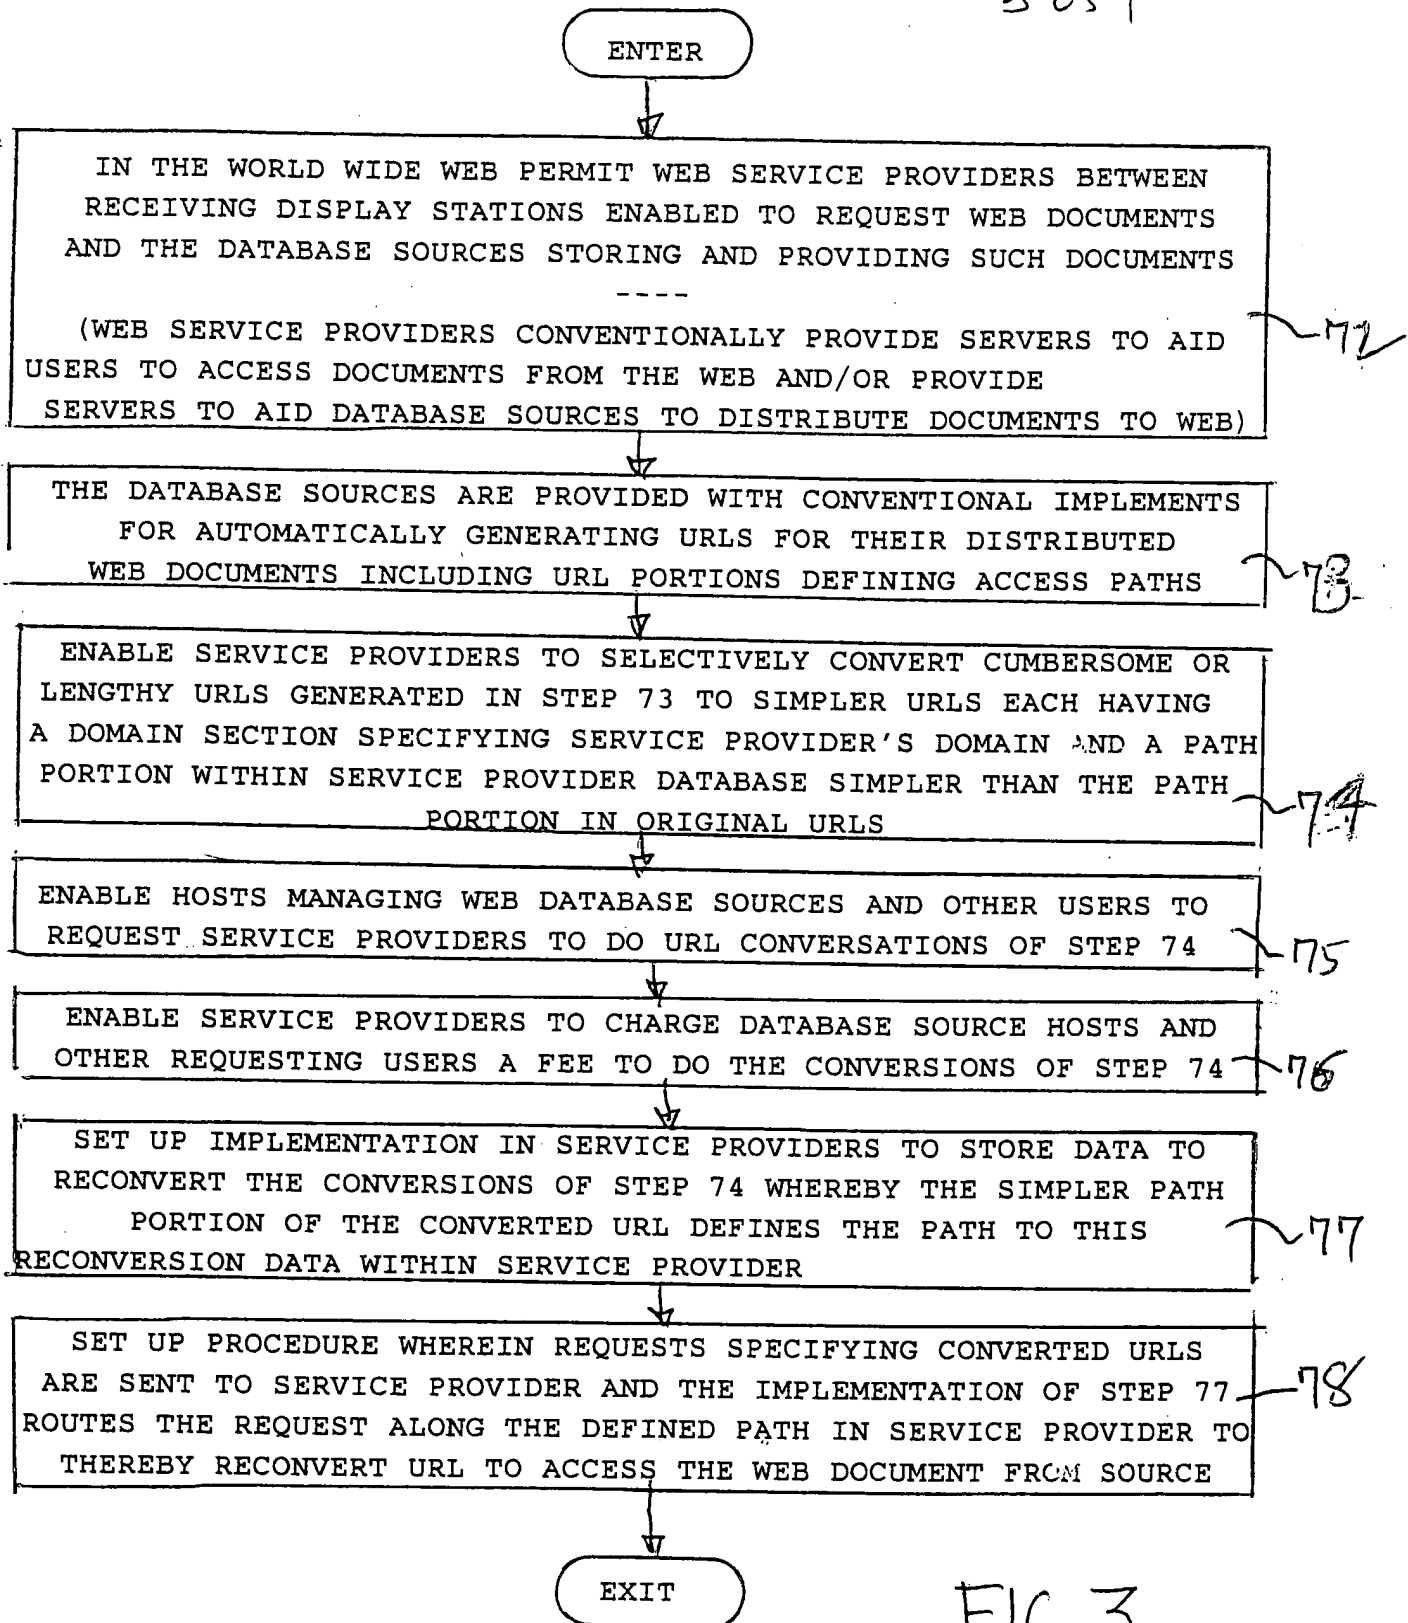 3 of 4
ENTER
IN THE WORLD WIDE WEB PERMIT WEB SERVICE PROVIDERS BETWEEN
RECEIVING DISPLAY STATIONS ENABLED TO REQUEST WEB DOCUMENTS
AND THE DATABASE SOURCES STORING AND PROVIDING SUCH DOCUMENTS
----
(WEB SERVICE PROVIDERS CONVENTIONALLY PROVIDE SERVERS TO AID
USERS TO ACCESS DOCUMENTS FROM THE WEB AND/OR PROVIDE
SERVERS TO AID DATABASE SOURCES TO DISTRIBUTE DOCUMENTS TO WEB)
72
THE DATABASE SOURCES ARE PROVIDED WITH CONVENTIONAL IMPLEMENTS
FOR AUTOMATICALLY GENERATING URLS FOR THEIR DISTRIBUTED
WEB DOCUMENTS INCLUDING URL PORTIONS DEFINING ACCESS PATHS
73
ENABLE SERVICE PROVIDERS TO SELECTIVELY CONVERT CUMBERSOME OR
LENGTHY URLS GENERATED IN STEP 73 TO SIMPLER URLS EACH HAVING
A DOMAIN SECTION SPECIFYING SERVICE PROVIDER'S DOMAIN AND A PATH
PORTION WITHIN SERVICE PROVIDER DATABASE SIMPLER THAN THE PATH
PORTION IN ORIGINAL URLS
74
ENABLE HOSTS MANAGING WEB DATABASE SOURCES AND OTHER USERS TO
REQUEST SERVICE PROVIDERS TO DO URL CONVERSATIONS OF STEP 74
75
ENABLE SERVICE PROVIDERS TO CHARGE DATABASE SOURCE HOSTS AND
OTHER REQUESTING USERS A FEE TO DO THE CONVERSIONS OF STEP 74
76
SET UP IMPLEMENTATION IN SERVICE PROVIDERS TO STORE DATA TO
RECONVERT THE CONVERSIONS OF STEP 74 WHEREBY THE SIMPLER PATH
PORTION OF THE CONVERTED URL DEFINES THE PATH TO THIS
RECONVERSION DATA WITHIN SERVICE PROVIDER
77
SET UP PROCEDURE WHEREIN REQUESTS SPECIFYING CONVERTED URLS
ARE SENT TO SERVICE PROVIDER AND THE IMPLEMENTATION OF STEP 77
ROUTES THE REQUEST ALONG THE DEFINED PATH IN SERVICE PROVIDER TO
THEREBY RECONVERT URL TO ACCESS THE WEB DOCUMENT FROM SOURCE
78
EXIT
FIG 3